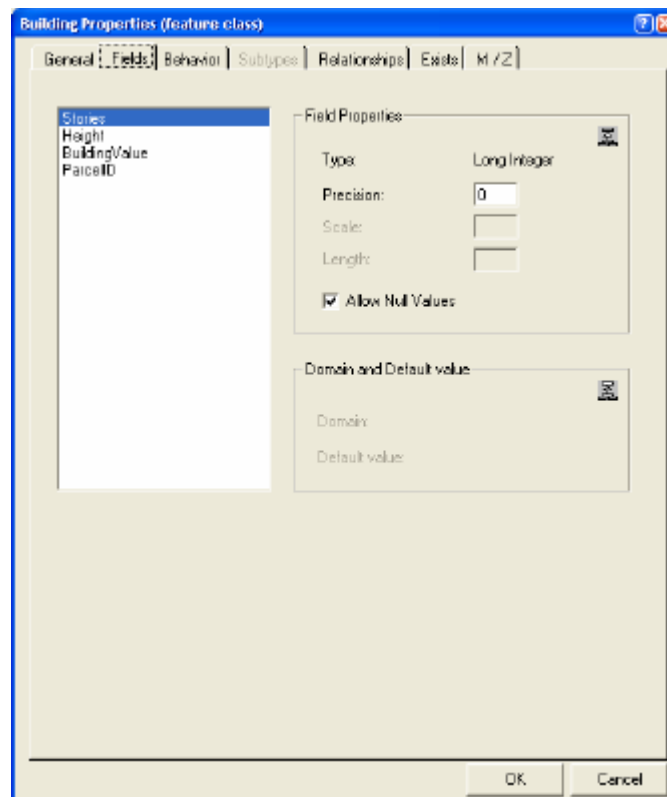 Building Properties (feature class)
General Fields Behavior Subtypes Relationships Exists M / Z
Stories
Height
BuildingValue
ParcelID
Field Properties
Type: Long Integer
Precision: 0
Scale:
Length:
Allow Null Values
Domain and Default value
Domain:
Default value:
OK Cancel